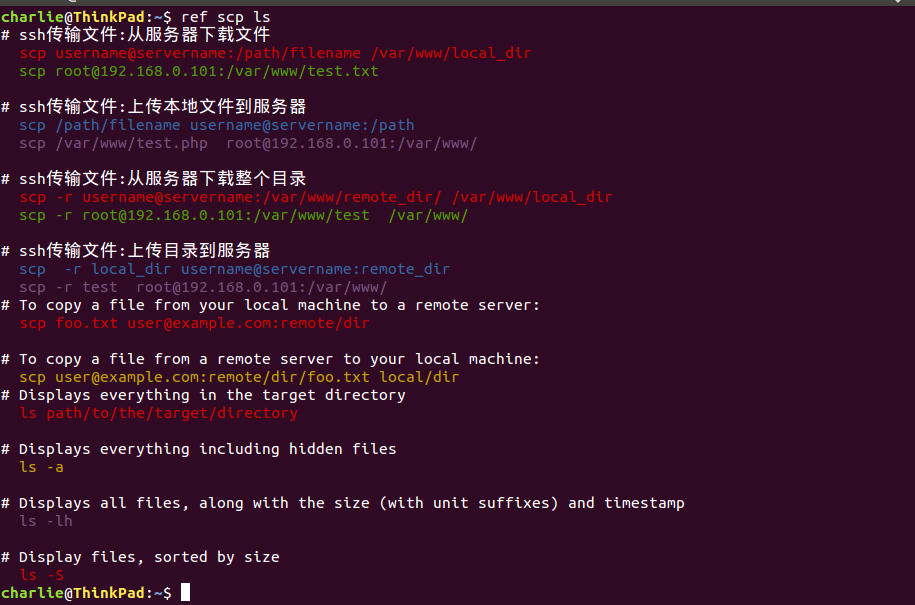 charlie@ThinkPad:~$ ref scp ls
# ssh传输文件:从服务器下载文件
scp username@servername:/path/filename /var/www/local_dir
scp root@192.168.0.101:/var/www/test.txt
# ssh传输文件:上传本地文件到服务器
scp /path/filename username@servername:/path
scp /var/www/test.php  root@192.168.0.101:/var/www/
# ssh传输文件:从服务器下载整个目录
scp -r username@servername:/var/www/remote_dir/ /var/www/local_dir
scp -r root@192.168.0.101:/var/www/test  /var/www/
# ssh传输文件:上传目录到服务器
scp  -r local_dir username@servername:remote_dir
scp -r test  root@192.168.0.101:/var/www/
# To copy a file from your local machine to a remote server:
scp foo.txt user@example.com:remote/dir
# To copy a file from a remote server to your local machine:
scp user@example.com:remote/dir/foo.txt local/dir
# Displays everything in the target directory
ls path/to/the/target/directory
# Displays everything including hidden files
ls -a
# Displays all files, along with the size (with unit suffixes) and timestamp
ls -lh
# Display files, sorted by size
ls -S
charlie@ThinkPad:~$